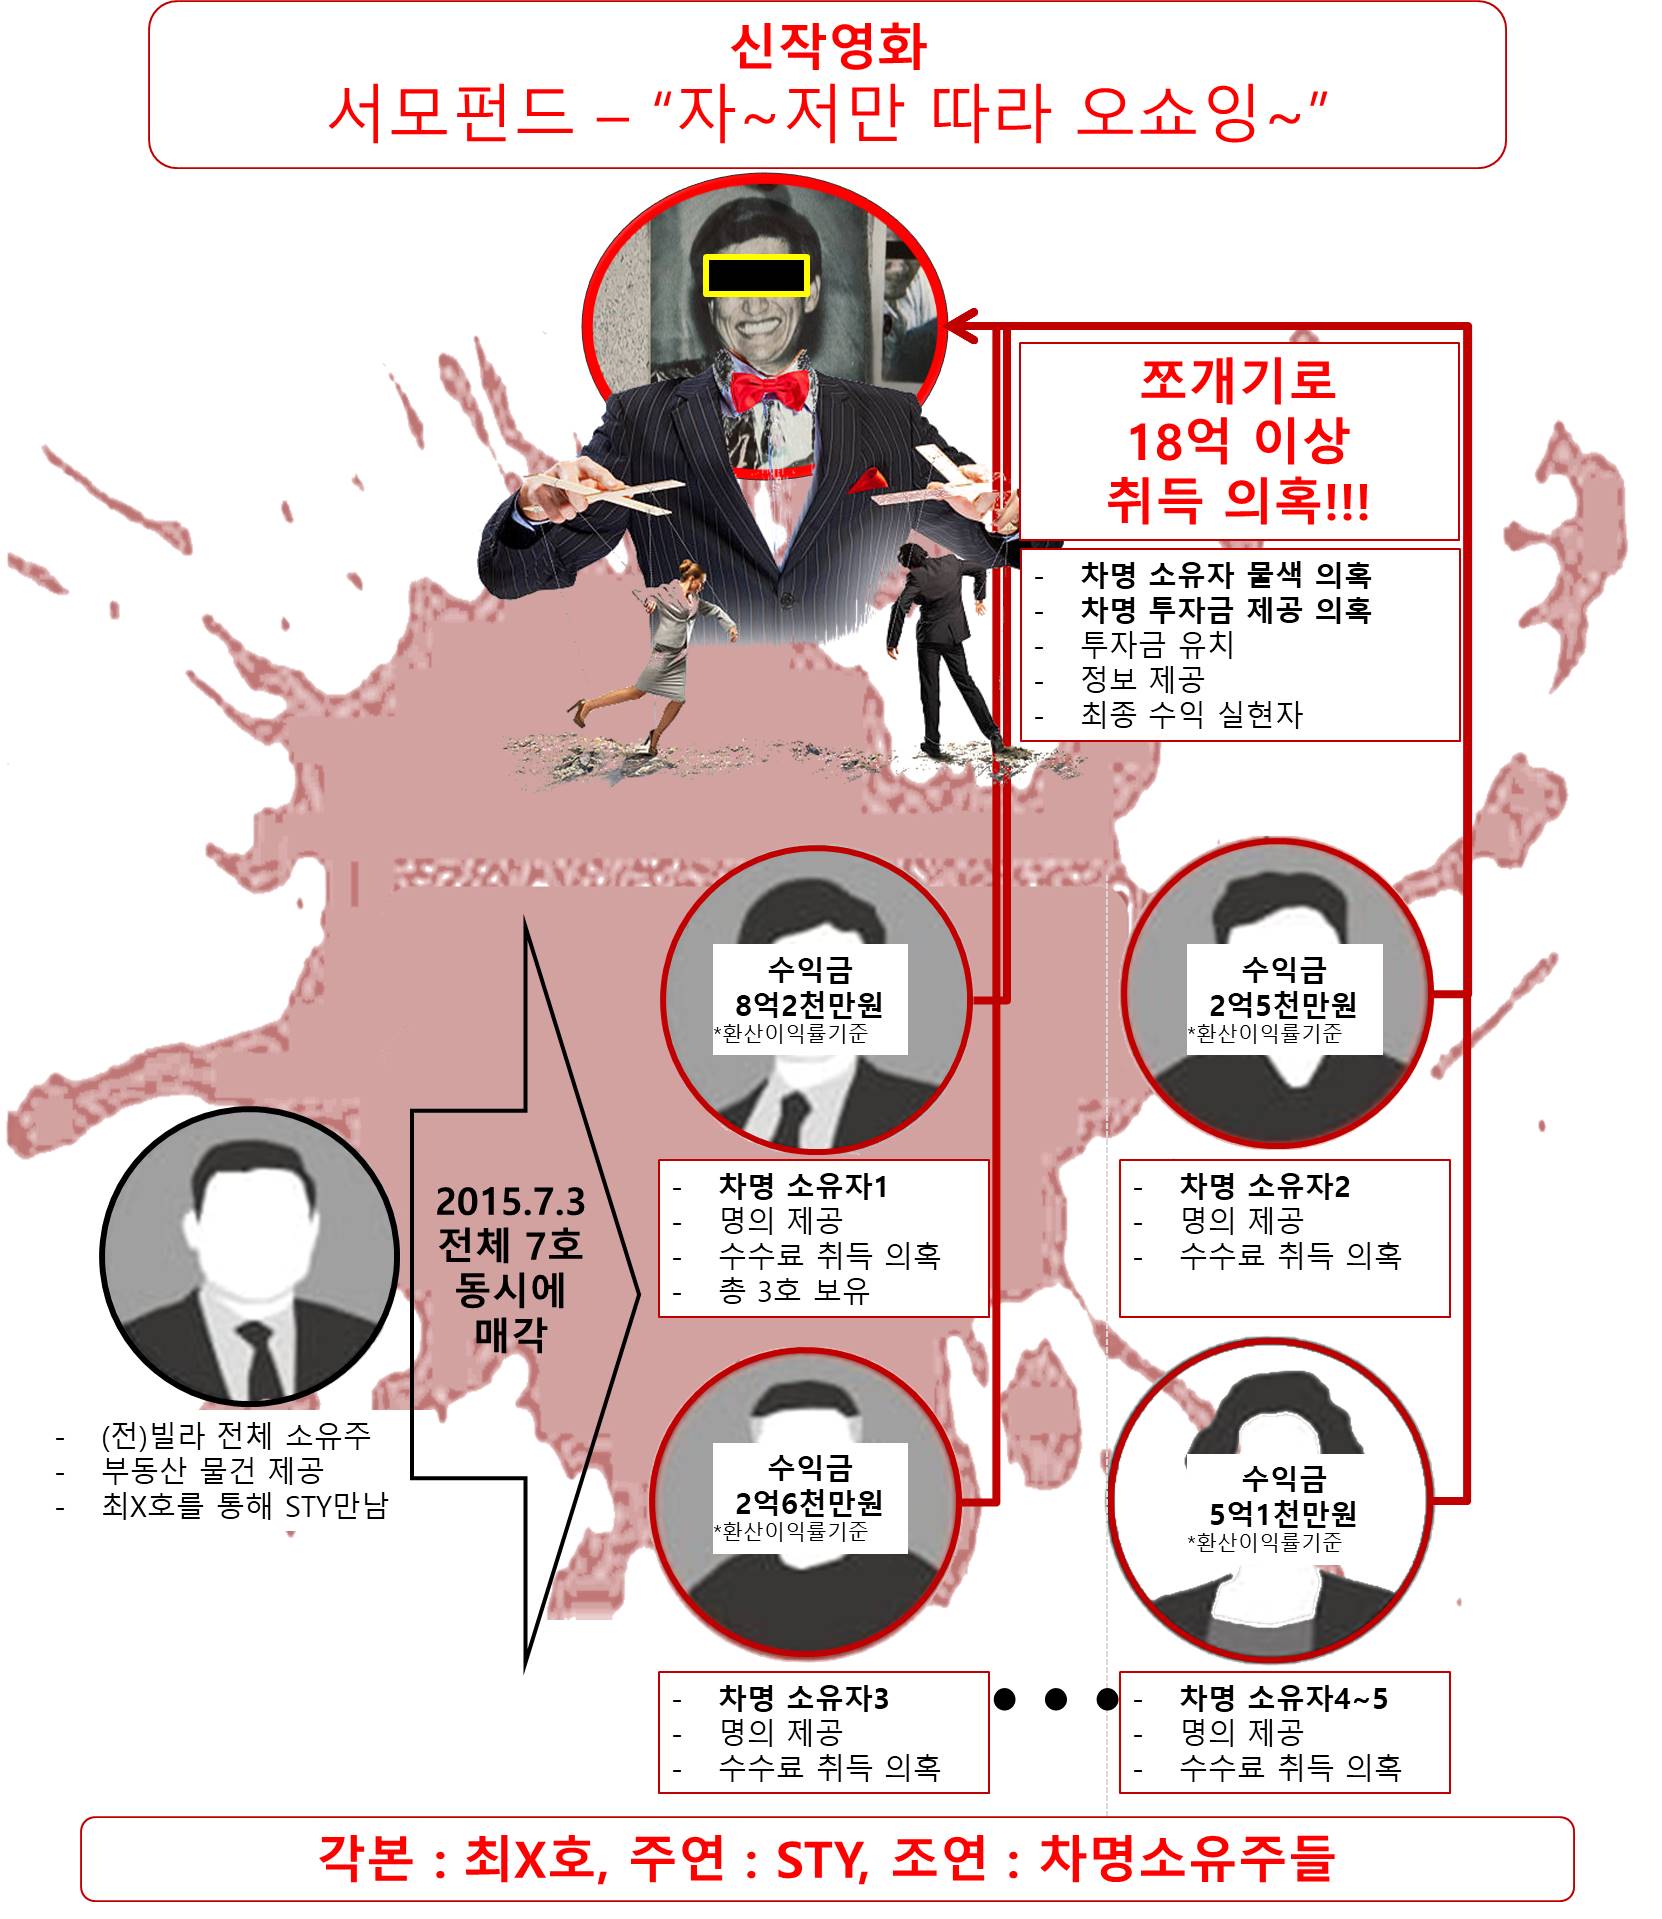 신작영화
서모펀드 – “자~저만 따라 오쇼잉~”
쪼개기로
18억 이상
취득 의혹!!!
- 차명 소유자 물색 의혹
- 차명 투자금 제공 의혹
- 투자금 유치
- 정보 제공
- 최종 수익 실현자
수익금
8억2천만원
*환산이익률기준
수익금
2억5천만원
*환산이익률기준
- 차명 소유자1
- 명의 제공
- 수수료 취득 의혹
- 총 3호 보유
- 차명 소유자2
- 명의 제공
- 수수료 취득 의혹
2015.7.3
전체 7호
동시에
매각
- (전)빌라 전체 소유주
- 부동산 물건 제공
- 최X호를 통해 STY만남
수익금
2억6천만원
*환산이익률기준
수익금
5억1천만원
*환산이익률기준
- 차명 소유자3
- 명의 제공
- 수수료 취득 의혹
- 차명 소유자4~5
- 명의 제공
- 수수료 취득 의혹
각본 : 최X호, 주연 : STY, 조연 : 차명소유주들